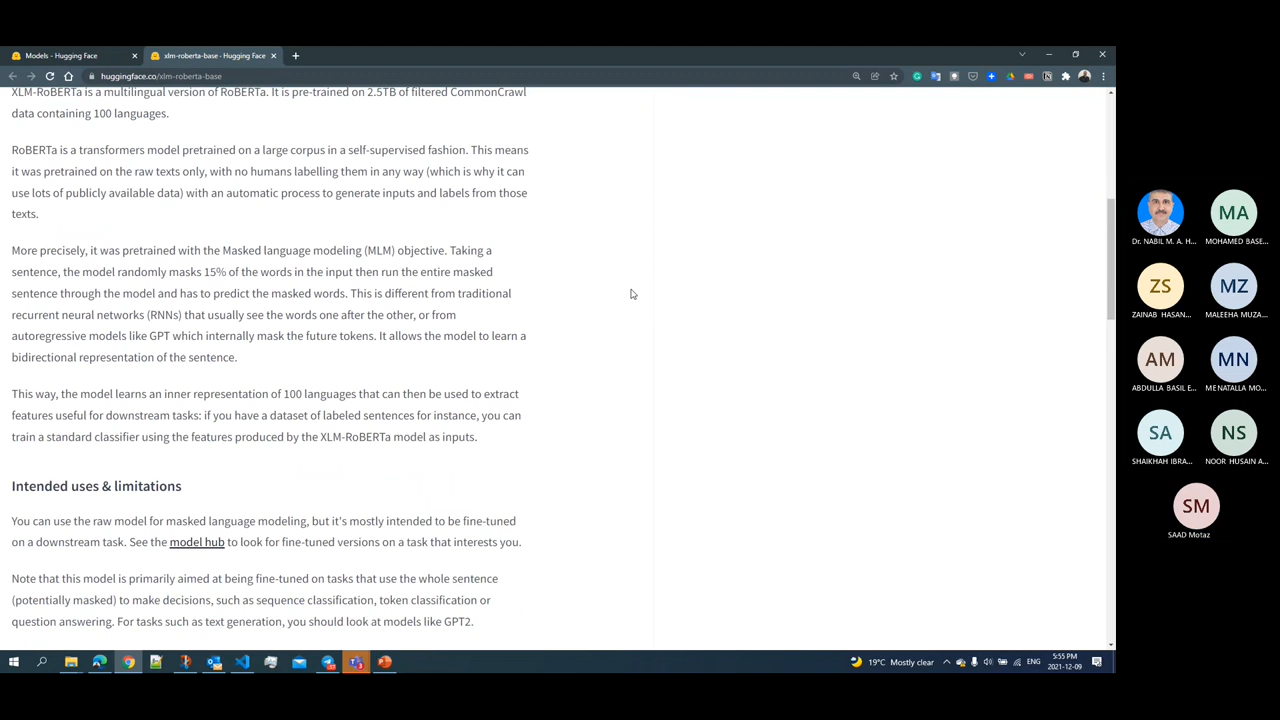 Models - Hugging Face
xlm-roberta-base - Hugging Face
huggingface.co/xlm-roberta-base
XLM-RoBERTa is a multilingual version of RoBERTa. It is pre-trained on 2.5TB of filtered CommonCrawl
data containing 100 languages.
RoBERTa is a transformers model pretrained on a large corpus in a self-supervised fashion. This means
it was pretrained on the raw texts only, with no humans labelling them in any way (which is why it can
use lots of publicly available data) with an automatic process to generate inputs and labels from those
texts.
More precisely, it was pretrained with the Masked language modeling (MLM) objective. Taking a
sentence, the model randomly masks 15% of the words in the input then run the entire masked
sentence through the model and has to predict the masked words. This is different from traditional
recurrent neural networks (RNNs) that usually see the words one after the other, or from
autoregressive models like GPT which internally mask the future tokens. It allows the model to learn a
bidirectional representation of the sentence.
This way, the model learns an inner representation of 100 languages that can then be used to extract
features useful for downstream tasks: if you have a dataset of labeled sentences for instance, you can
train a standard classifier using the features produced by the XLM-RoBERTa model as inputs.
Intended uses & limitations
You can use the raw model for masked language modeling, but it's mostly intended to be fine-tuned
on a downstream task. See the model hub to look for fine-tuned versions on a task that interests you.
Note that this model is primarily aimed at being fine-tuned on tasks that use the whole sentence
(potentially masked) to make decisions, such as sequence classification, token classification or
question answering. For tasks such as text generation, you should look at models like GPT2.
19°C Mostly clear
ENG
5:55 PM
2021-12-09
MA
Dr. NABIL M. A. H...
MOHAMED BASE...
ZS
MZ
ZAINAB HASAN...
MALEEHA MUZA...
AM
MN
ABDULLA BASIL E...
MENATALLA MO...
SA
NS
SHAIKHAH IBRA...
NOOR HUSAIN A...
SM
SAAD Motaz